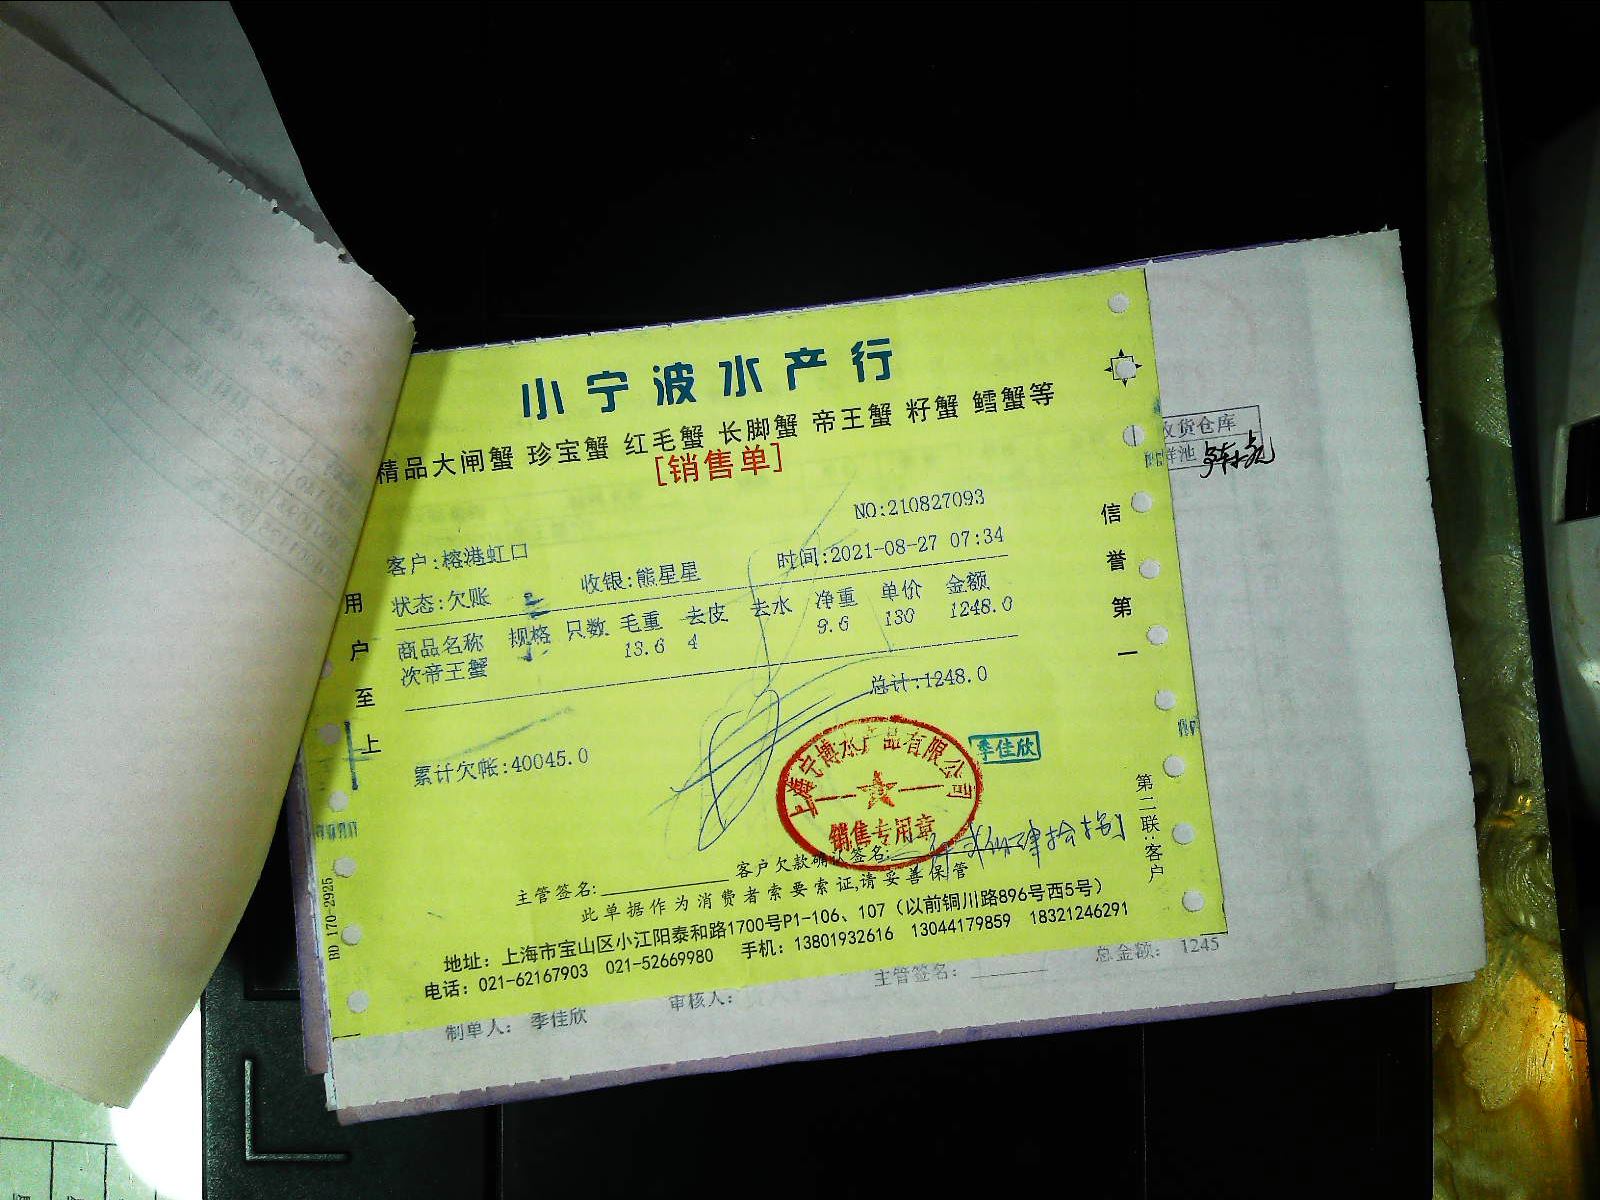 小宁波水产行
精品大闸蟹 珍宝蟹 红毛蟹 长脚蟹 帝王蟹 籽蟹 鳕蟹等
[销售单]
NO:210827093
客户:榕港虹口
收银:熊星星
时间:2021-08-27 07:34
状态:欠账
商品名称 规格 只数 毛重 去皮 去水 净重 单价 金额
次帝王蟹 13.6 4 9.6 130 1248.0
总计:1248.0
累计欠帐:40045.0
用户至上
信誉第一
第二联:客户
上海宁博水产品有限公司
销售专用章
季佳欣
主管签名:
客户欠款确认签名:
此单据作为消费者索要索证,请妥善保管
地址: 上海市宝山区小江阳泰和路1700号P1-106、107 (以前铜川路896号西5号)
电话: 021-62167903 021-52669980 手机: 13801932616 13044179859 18321246291
BD 170-2925
收货仓库
鲜池
制单人: 季佳欣
审核人:
主管签名:
总金额: 1245